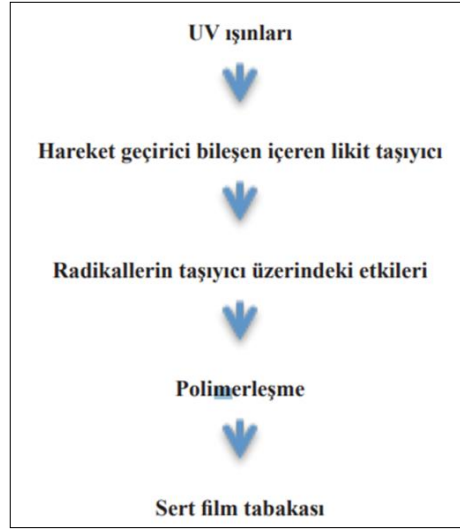 UV ışınları
Hareket geçirici bileşen içeren likit taşıyıcı
Radikallerin taşıyıcı üzerindeki etkileri
Polimerleşme
Sert film tabakası